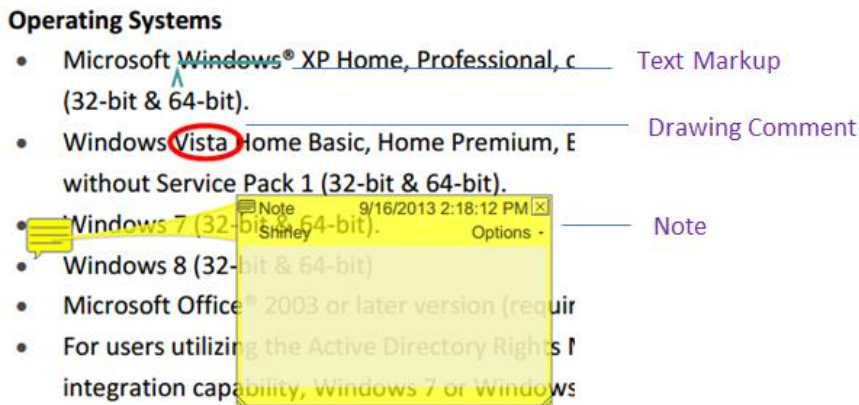 Operating Systems
• Microsoft Windows® XP Home, Professional, c
(32-bit & 64-bit).
• Windows Vista Home Basic, Home Premium, E
without Service Pack 1 (32-bit & 64-bit).
• Windows 7 (32-bit & 64-bit).
• Windows 8 (32-bit & 64-bit)
• Microsoft Office® 2003 or later version (requir
• For users utilizing the Active Directory Rights M
integration capability, Windows 7 or Windows
Note 9/16/2013 2:18:12 PM
Shirley Options
Text Markup
Drawing Comment
Note